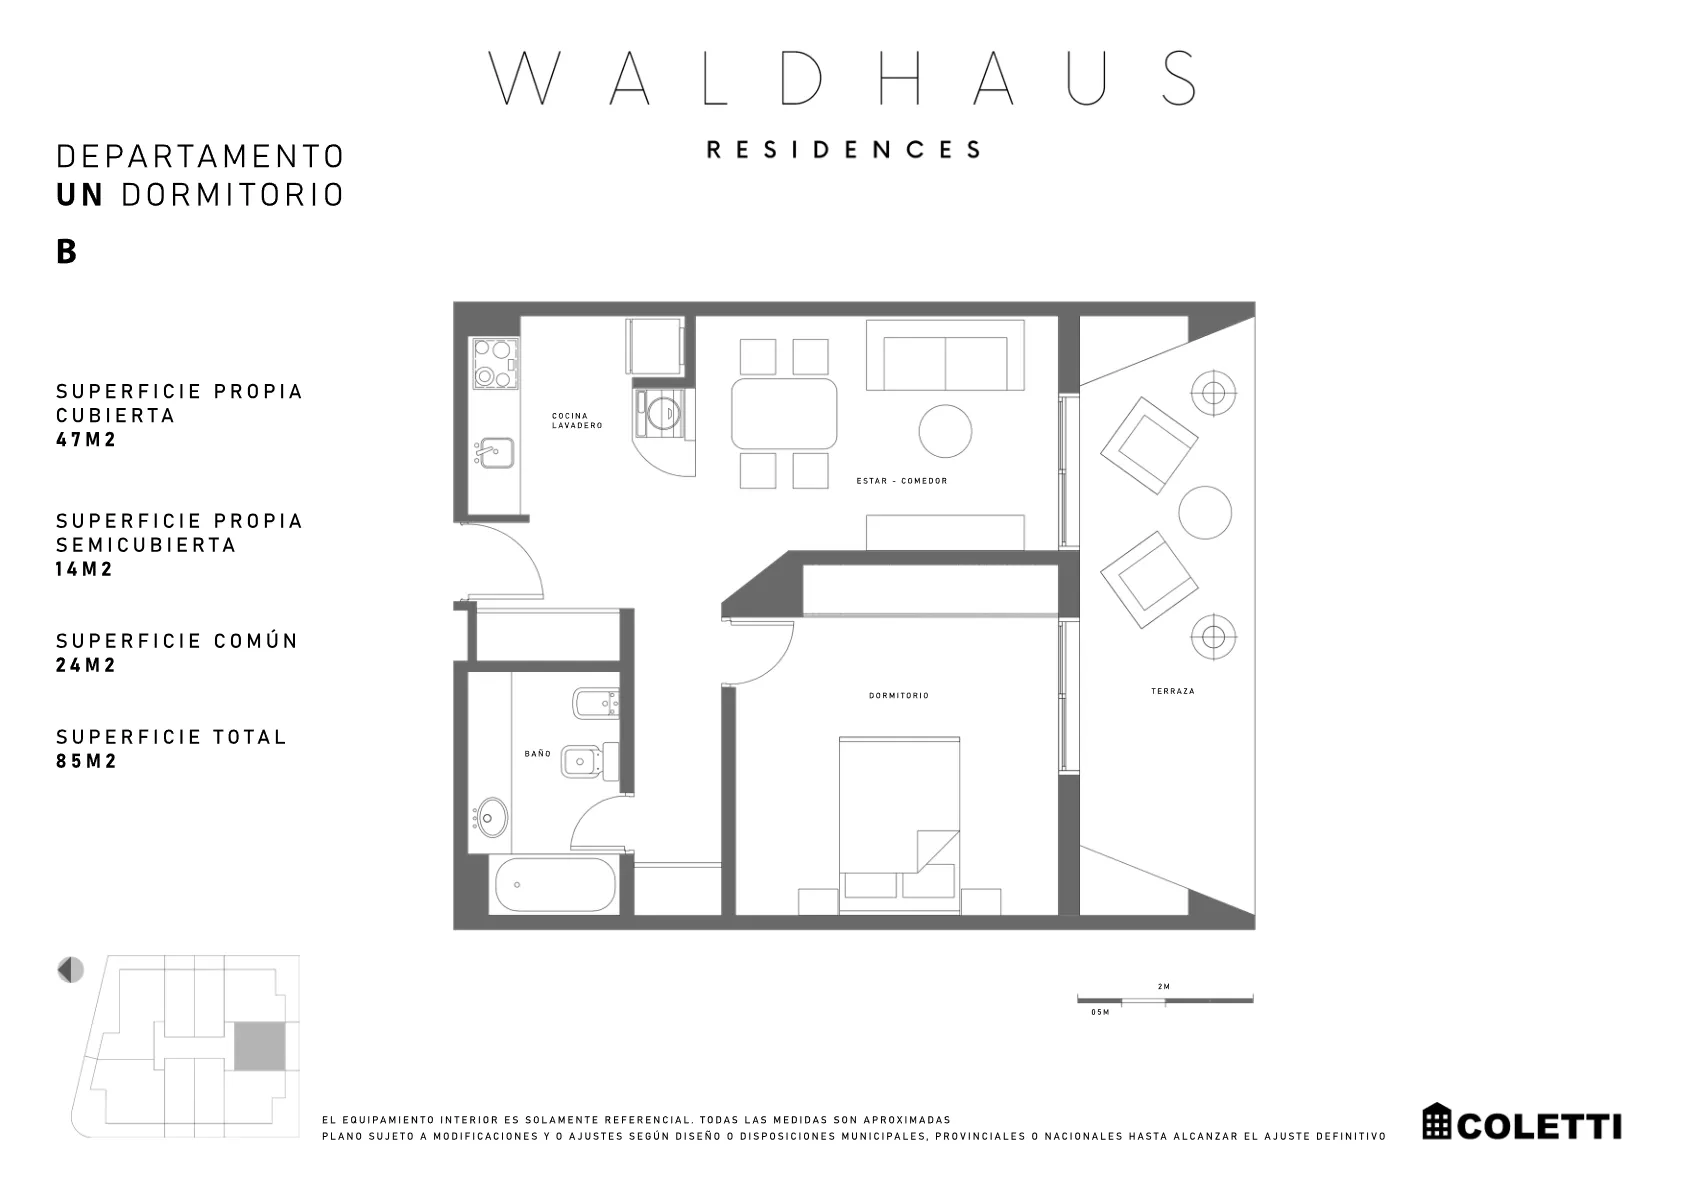 WALDHAUS
RESIDENCES
DEPARTAMENTO
UN DORMITORIO
B
SUPERFICIE PROPIA
CUBIERTA
47M2
SUPERFICIE PROPIA
SEMICUBIERTA
14M2
SUPERFICIE COMÚN
24M2
SUPERFICIE TOTAL
85M2
COCINA
LAVADERO
ESTAR - COMEDOR
DORMITORIO
TERRAZA
BAÑO
2M
05M
EL EQUIPAMIENTO INTERIOR ES SOLAMENTE REFERENCIAL. TODAS LAS MEDIDAS SON APROXIMADAS
PLANO SUJETO A MODIFICACIONES Y O AJUSTES SEGÚN DISEÑO O DISPOSICIONES MUNICIPALES, PROVINCIALES O NACIONALES HASTA ALCANZAR EL AJUSTE DEFINITIVO
COLETTI